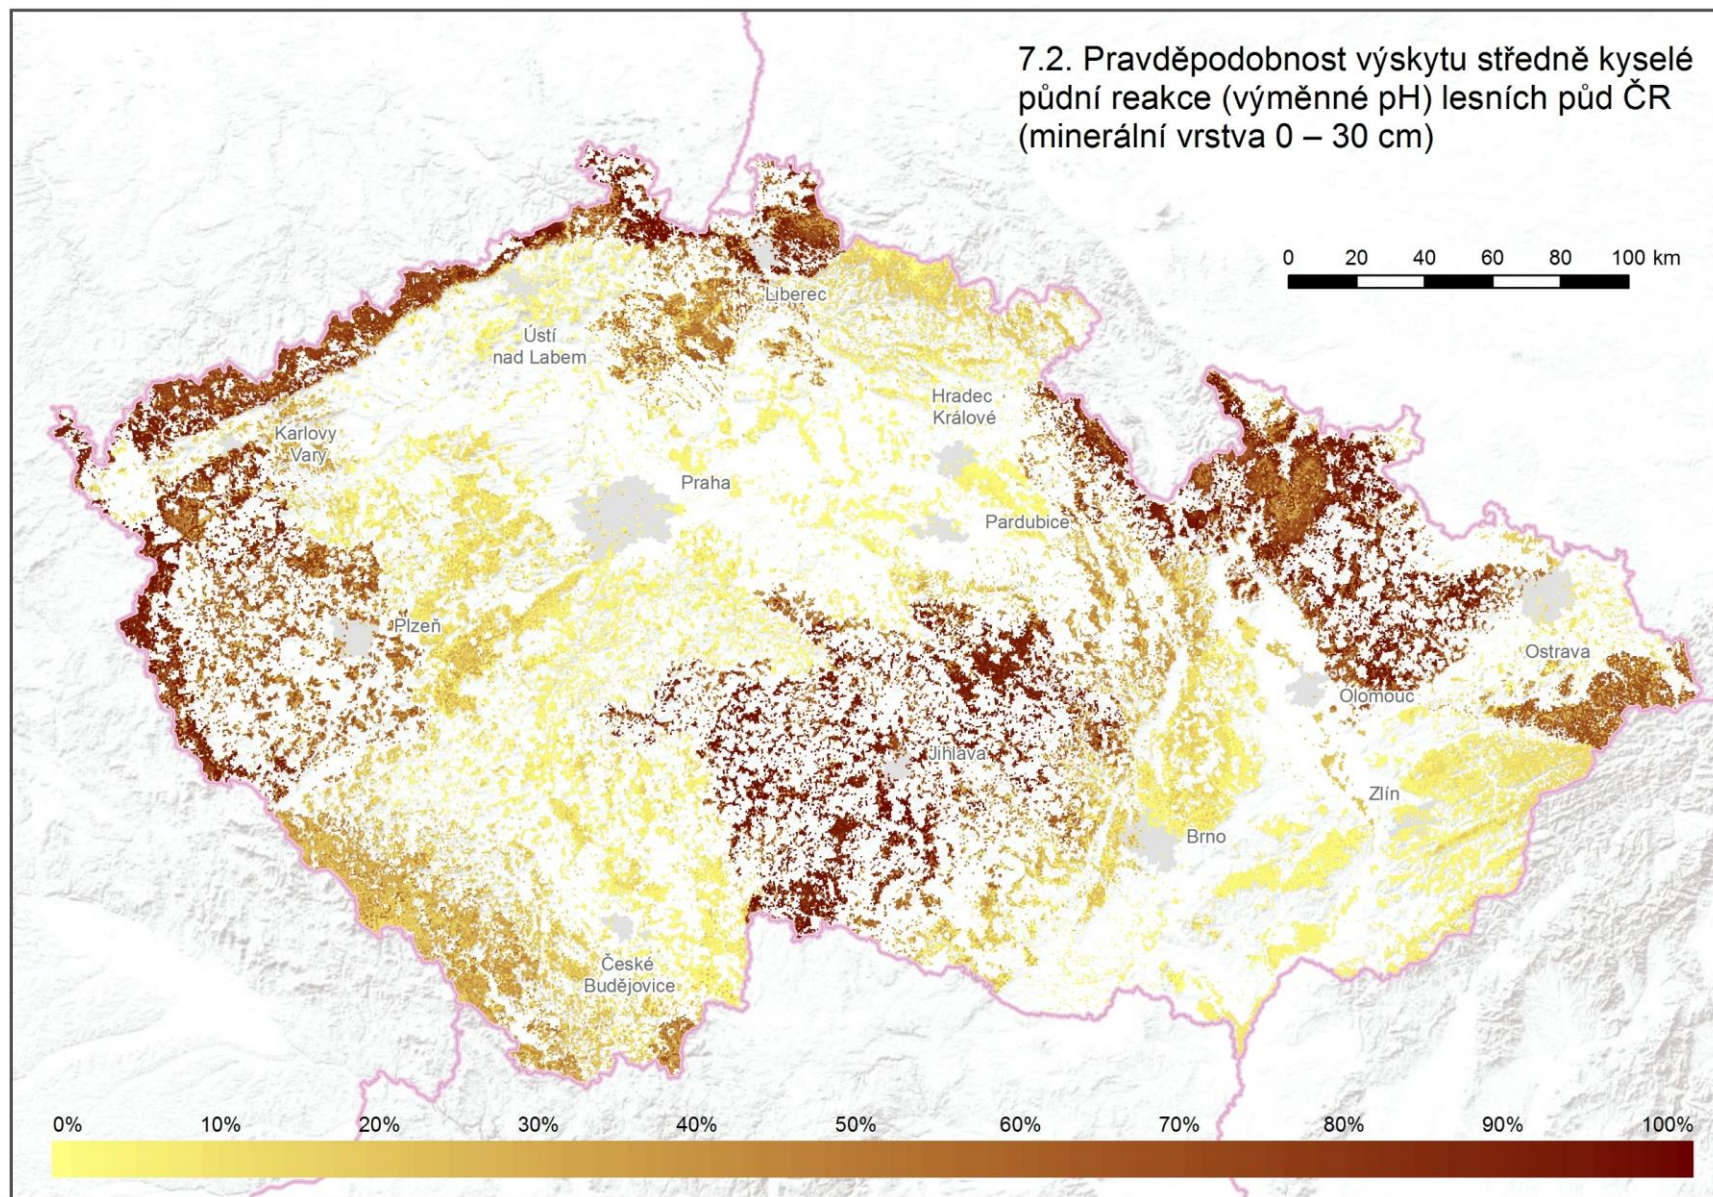 7.2. Pravděpodobnost výskytu středně kyselé
půdní reakce (výměnné pH) lesních půd ČR
(minerální vrstva 0 – 30 cm)
0 20 40 60 80 100 km
Liberec
Ústí
nad Labem
Hradec
Králové
Karlovy
Vary
Praha
Pardubice
Plzeň
Ostrava
Olomouc
Jihlava
Zlín
Brno
České
Budějovice
0% 10% 20% 30% 40% 50% 60% 70% 80% 90% 100%